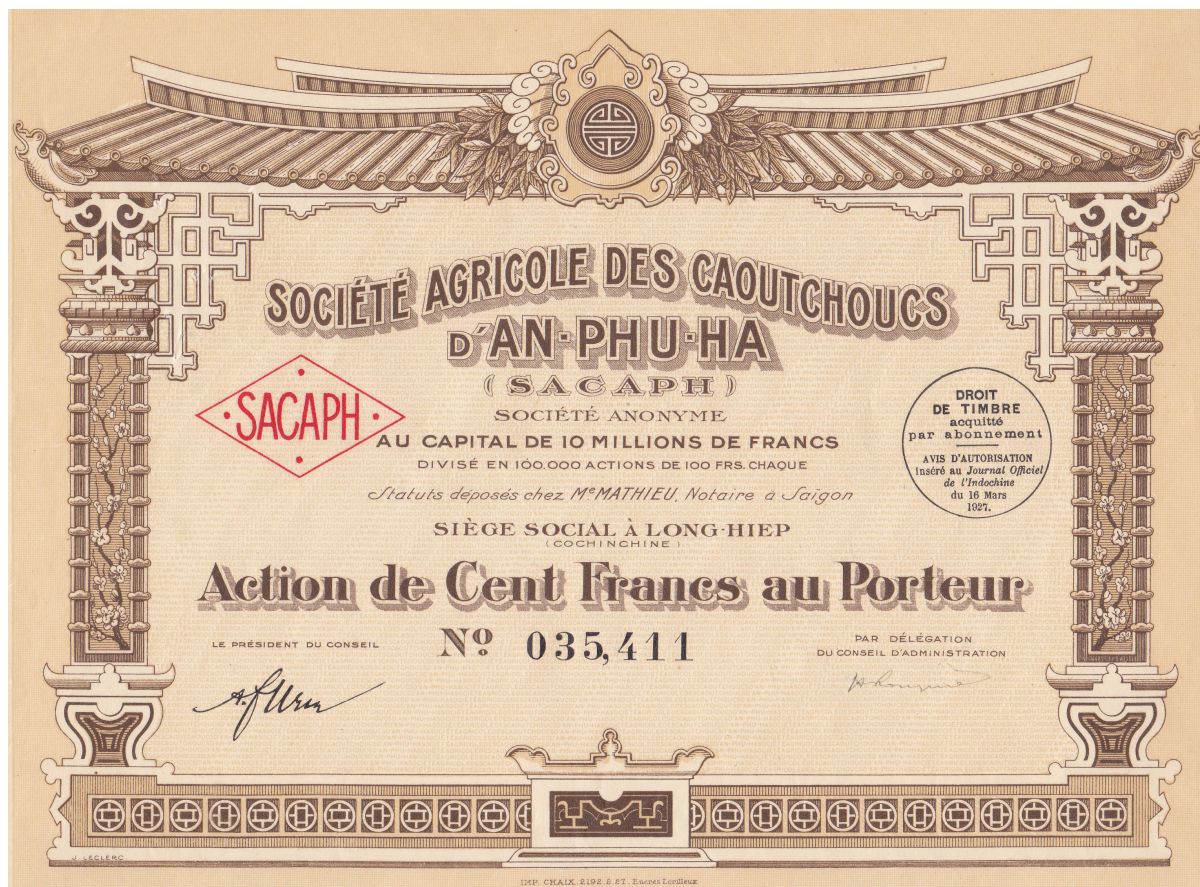 SOCIÉTÉ AGRICOLE DES CAOUTCHOUCS
D'AN-PHU-HA
(SACAPH)
SACAPH
SOCIÉTÉ ANONYME
AU CAPITAL DE 10 MILLIONS DE FRANCS
DIVISÉ EN 100.000 ACTIONS DE 100 FRS. CHAQUE
Statuts déposés chez Me MATHIEU, Notaire à Saïgon
DROIT
DE TIMBRE
acquitté
par abonnement
AVIS D'AUTORISATION
Inséré au Journal Officiel
de l'Indochine
du 16 Mars
1927.
SIÈGE SOCIAL À LONG-HIEP
(COCHINCHINE)
Action de Cent Francs au Porteur
LE PRÉSIDENT DU CONSEIL
No 035,411
PAR DÉLÉGATION
DU CONSEIL D'ADMINISTRATION
J. LECLERC
IMP. CHAIX. 2192.2.27. Encres Lorilleux